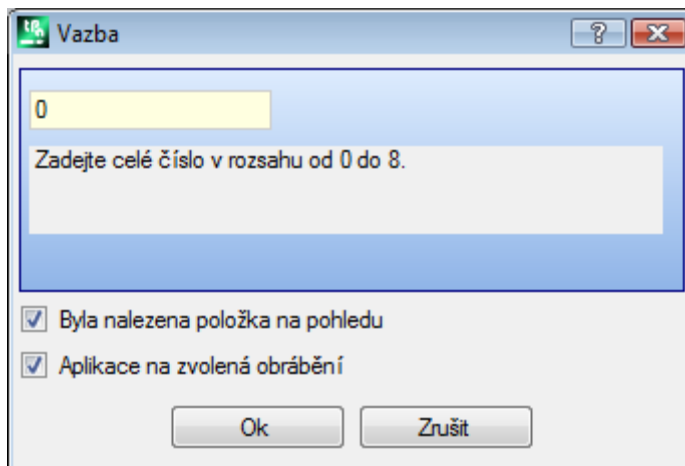 Vazba
0
Zadejte celé číslo v rozsahu od 0 do 8.
Byla nalezena položka na pohledu
Aplikace na zvolená obrábění
Ok Zrušit